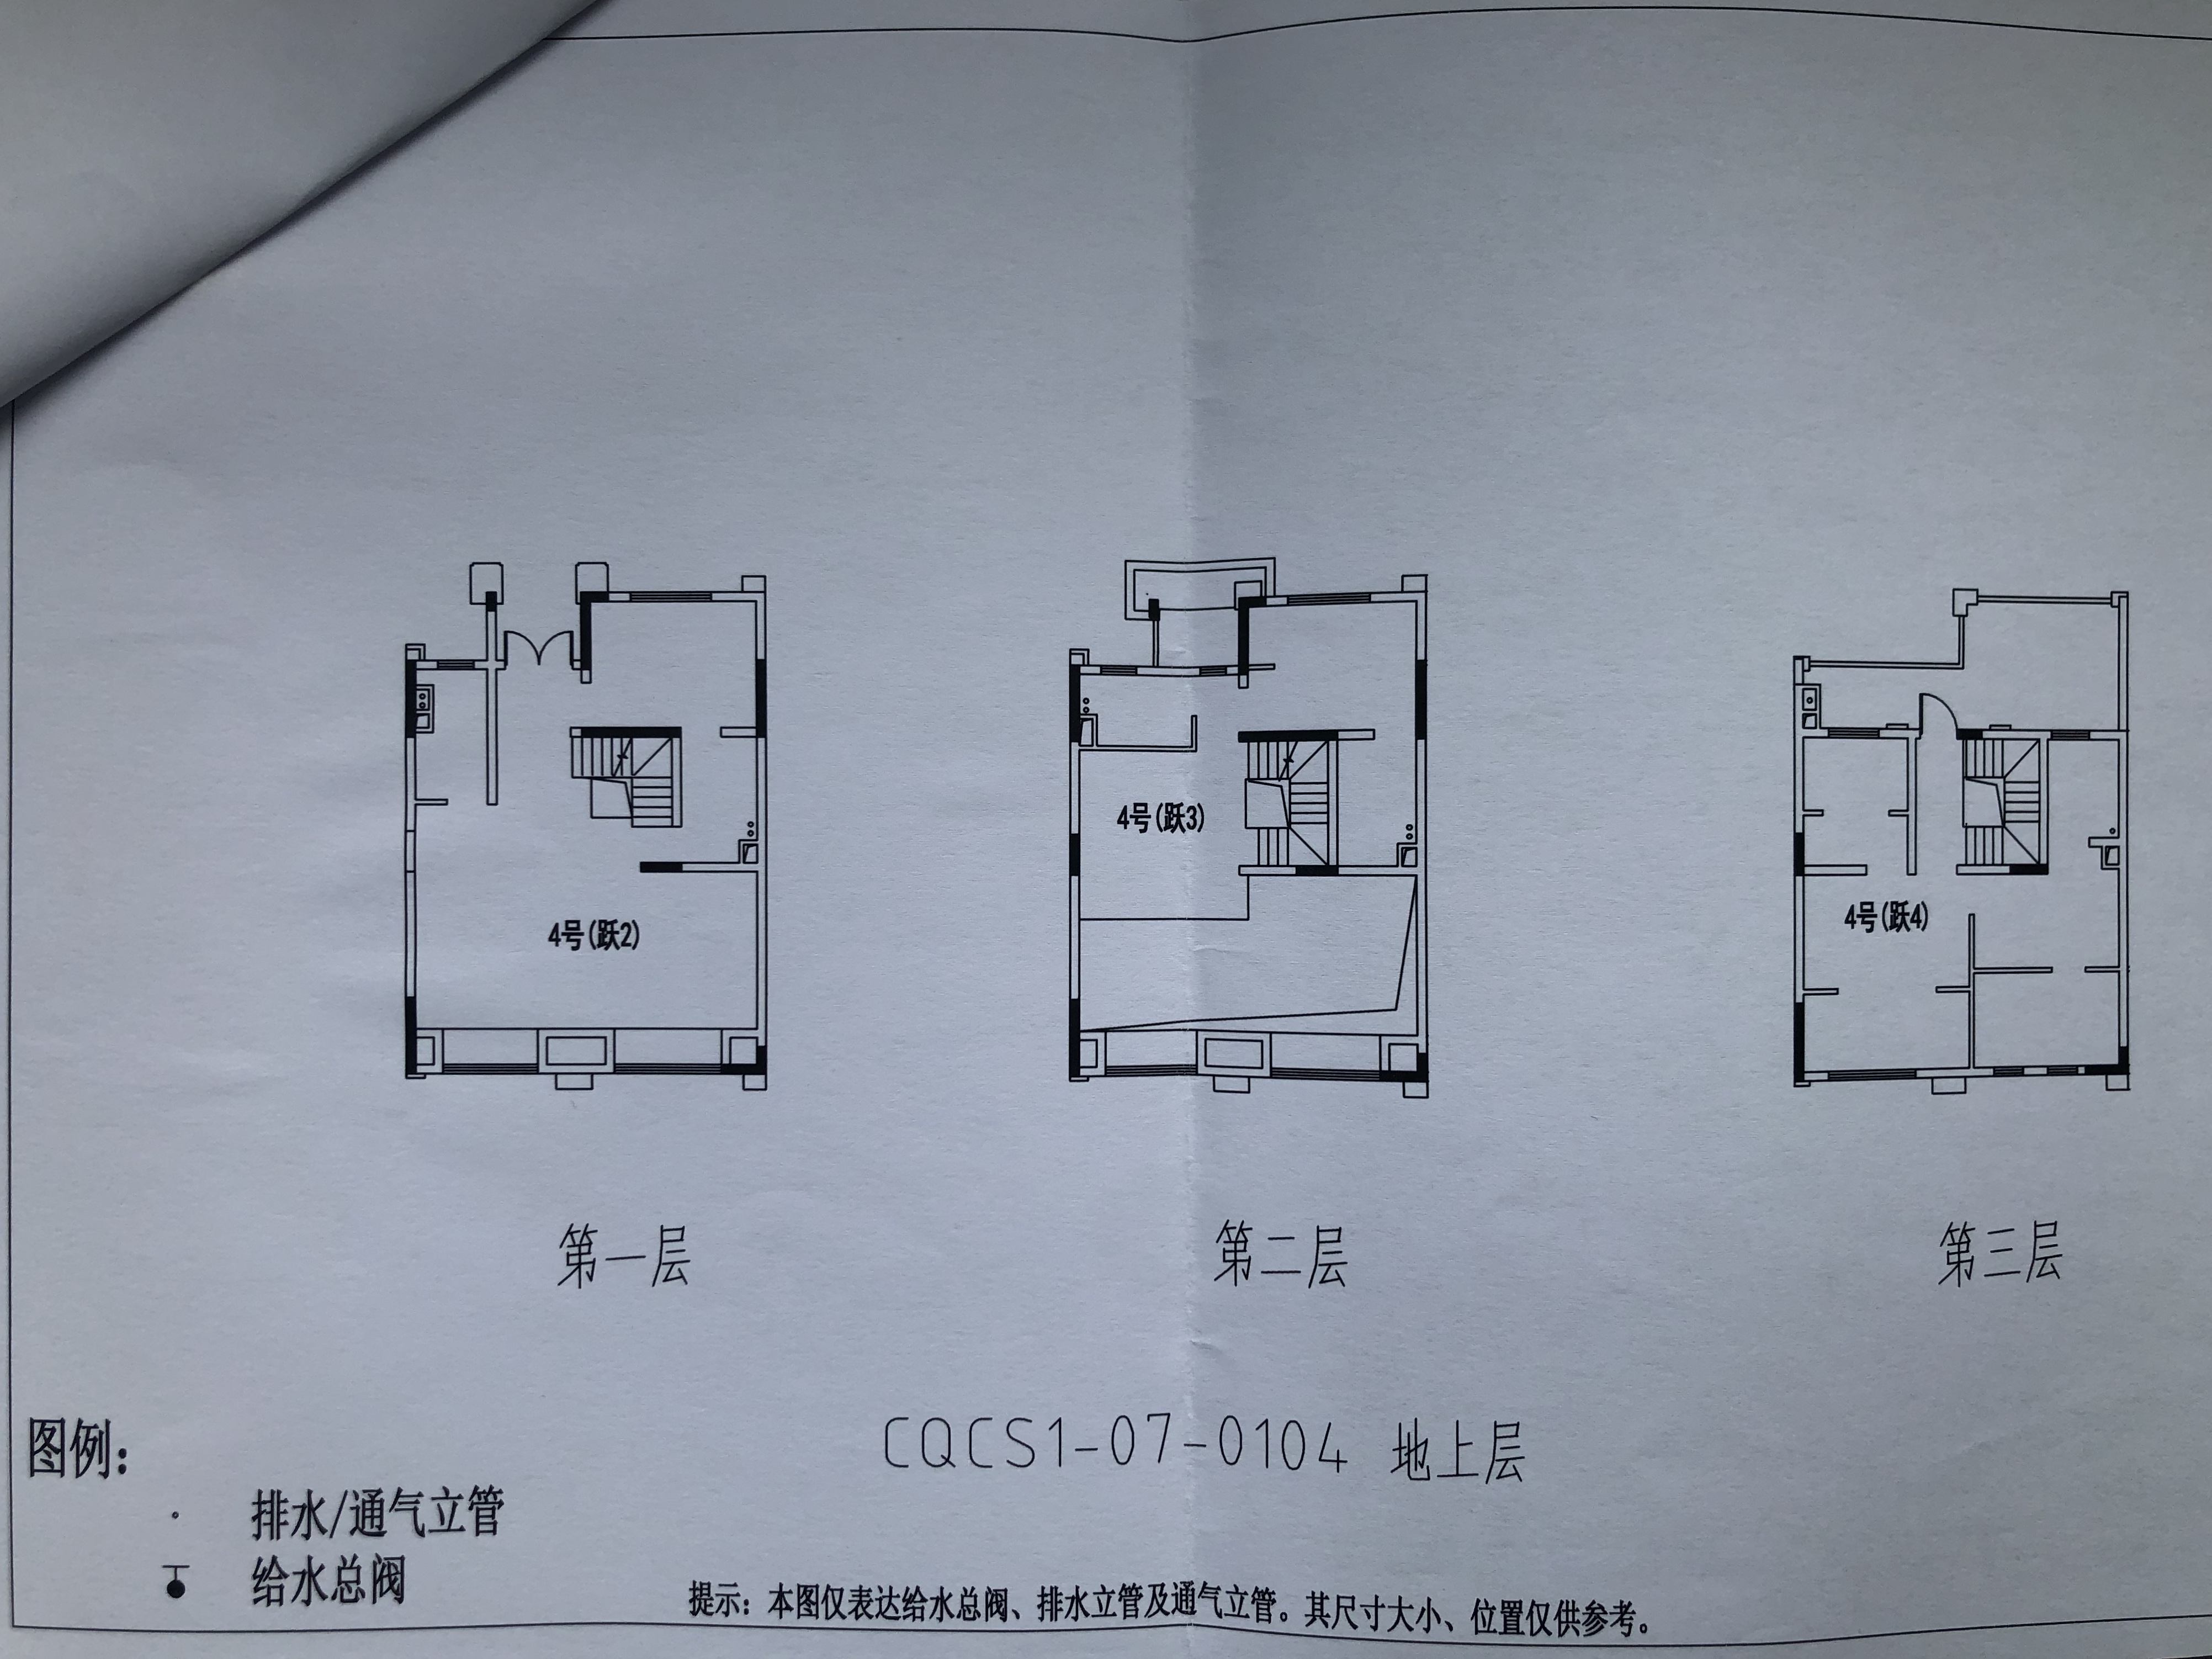 4号(跃2)
4号(跃3)
4号(跃4)
第一层
第二层
第三层
CQCS1-07-0104 地上层
图例：
排水/通气立管
给水总阀
提示：本图仅表达给水总阀、排水立管及通气立管。其尺寸大小、位置仅供参考。